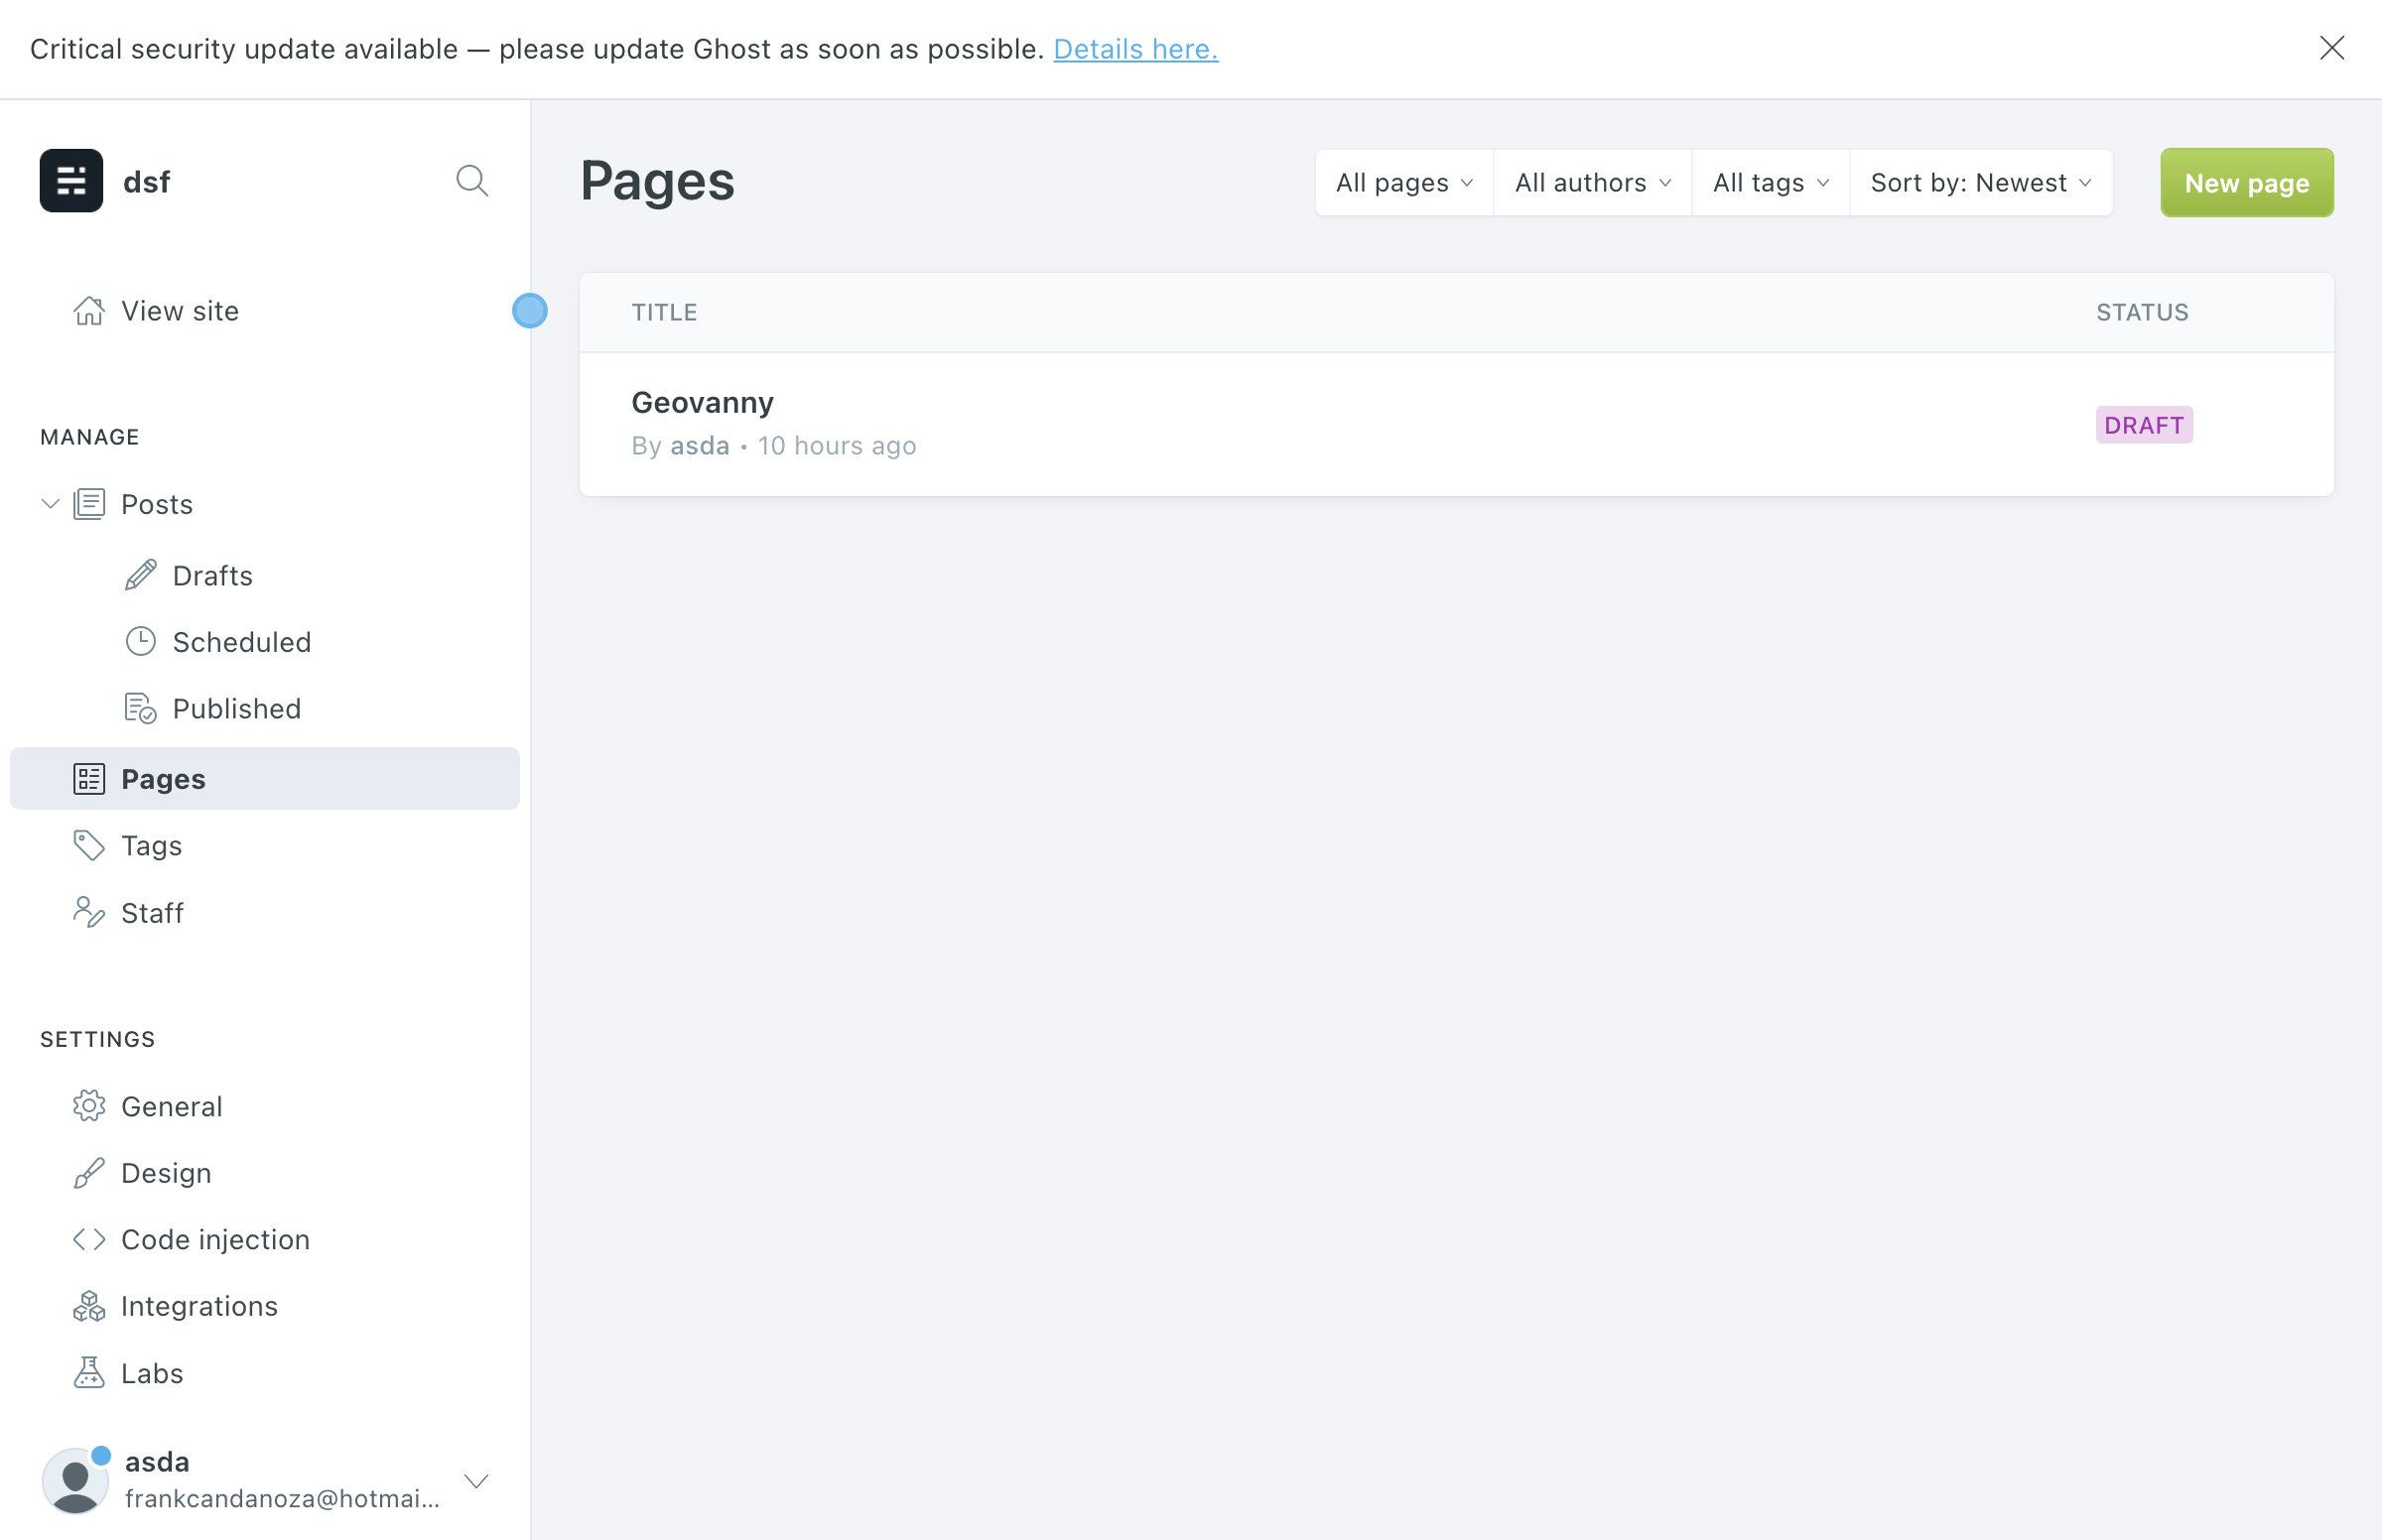 Critical security update available — please update Ghost as soon as possible. Details here.
dsf
View site
MANAGE
Posts
Drafts
Scheduled
Published
Pages
Tags
Staff
SETTINGS
General
Design
Code injection
Integrations
Labs
asda
frankcandanoza@hotmai...
Pages
All pages
All authors
All tags
Sort by: Newest
New page
TITLE
STATUS
Geovanny
By asda • 10 hours ago
DRAFT